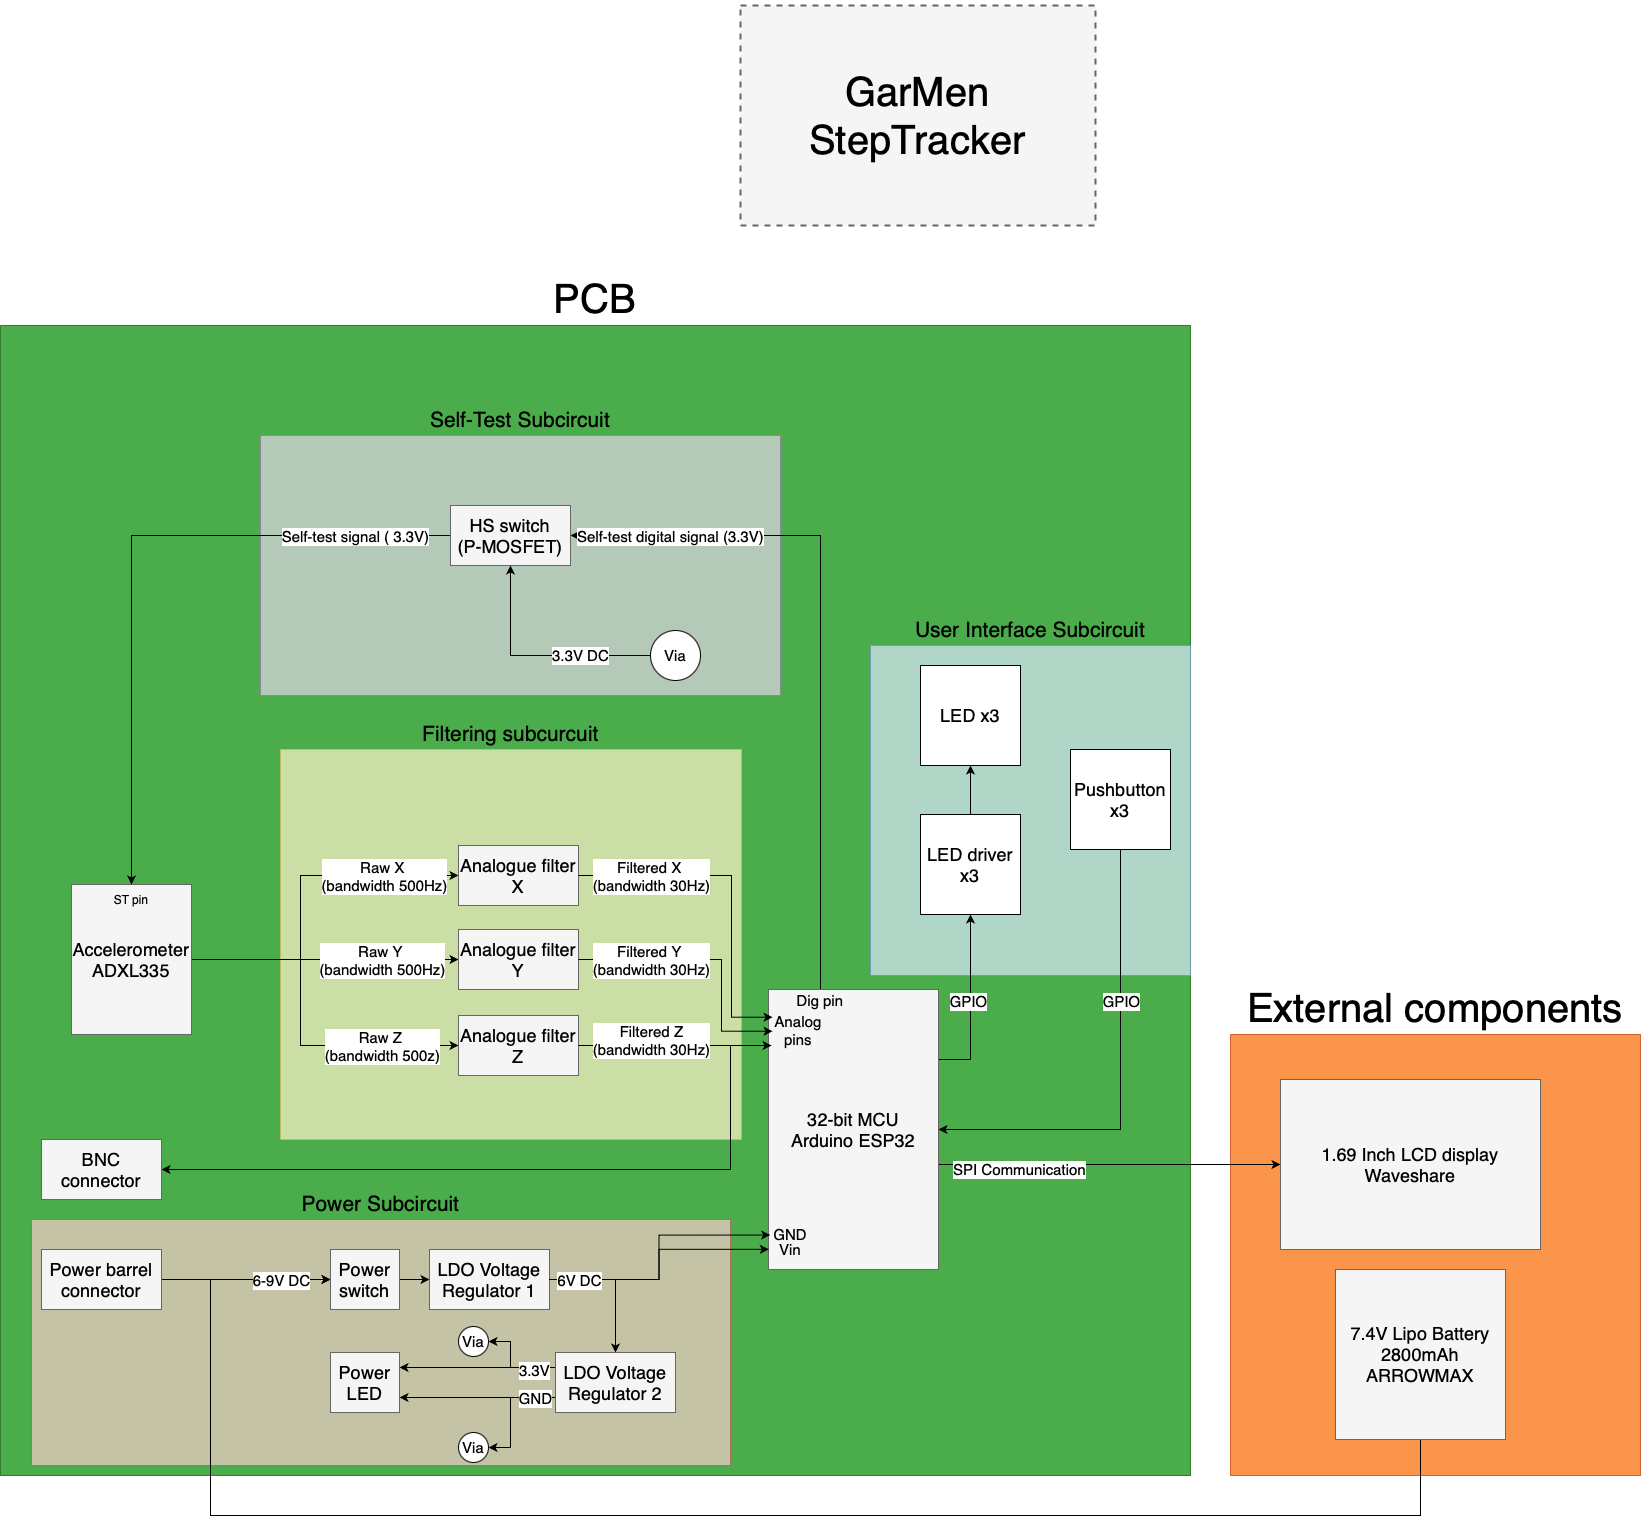 GarMen
StepTracker
PCB
Self-Test Subcircuit
Self-test signal ( 3.3V)
HS switch
(P-MOSFET)
Self-test digital signal (3.3V)
3.3V DC
Via
User Interface Subcircuit
LED x3
Pushbutton
x3
LED driver
x3
GPIO
GPIO
Filtering subcurcuit
Raw X
(bandwidth 500Hz)
Analogue filter
X
Filtered X
(bandwidth 30Hz)
Raw Y
(bandwidth 500Hz)
Analogue filter
Y
Filtered Y
(bandwidth 30Hz)
Raw Z
(bandwidth 500z)
Analogue filter
Z
Filtered Z
(bandwidth 30Hz)
ST pin
Accelerometer
ADXL335
Dig pin
Analog
pins
32-bit MCU
Arduino ESP32
GND
Vin
SPI Communication
BNC
connector
Power Subcircuit
Power barrel
connector
6-9V DC
Power
switch
LDO Voltage
Regulator 1
6V DC
Via
Power
LED
3.3V
GND
LDO Voltage
Regulator 2
Via
External components
1.69 Inch LCD display
Waveshare
7.4V Lipo Battery
2800mAh
ARROWMAX